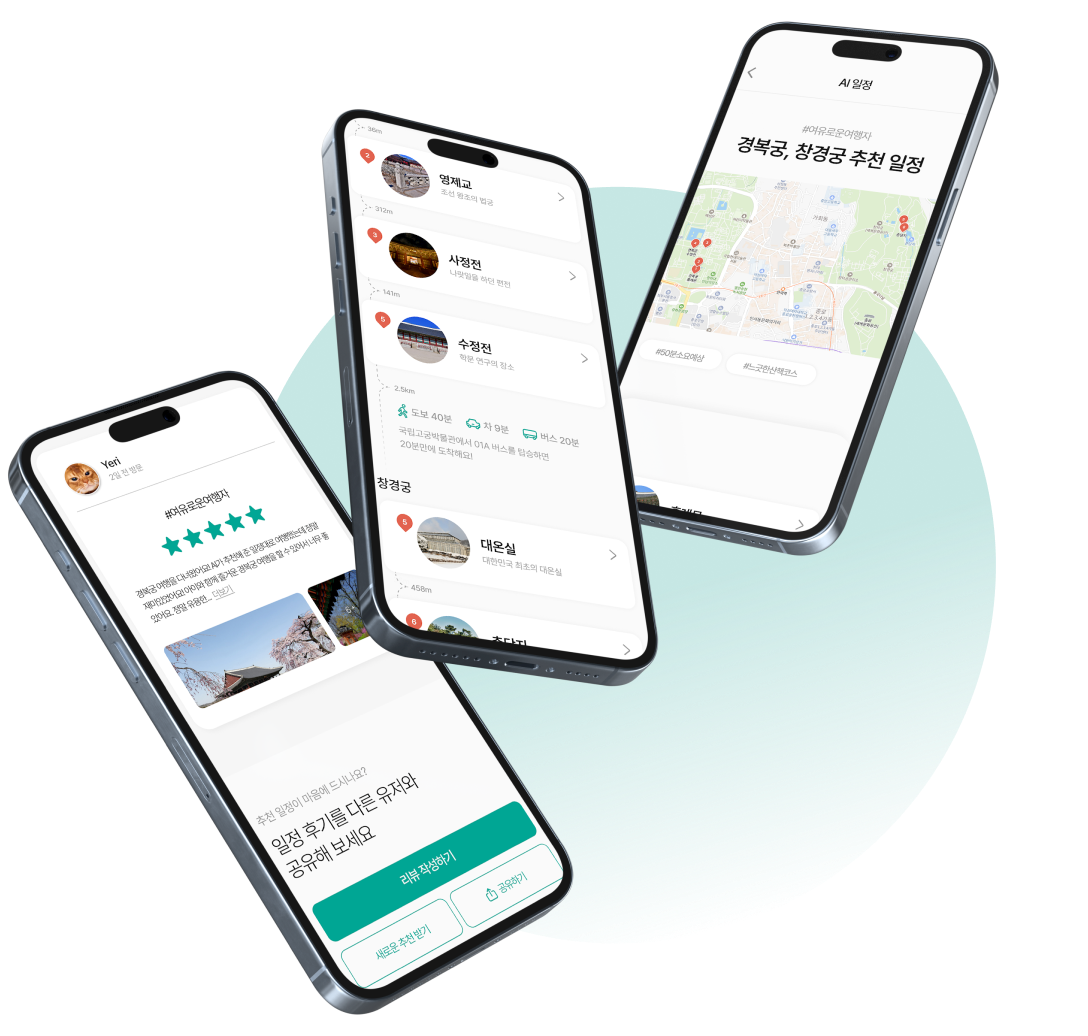 AI 일정
#여유로운여행자
경복궁, 창경궁 추천 일정
가회동
종로
1,2,3,4가동
#50분소요예상
#느긋한산책코스
36m
2
영제교
조선 왕조의 법궁
312m
3
사정전
나랏일을 하던 편전
141m
5
수정전
학문 연구의 장소
2.5km
도보 40분
차 9분
버스 20분
국립고궁박물관에서 01A 버스를 탑승하면
20분만에 도착해요!
창경궁
5
대온실
대한민국 최초의 대온실
458m
6
춘당지
Yeri
2일 전 방문
#여유로운여행자
경복궁 여행을 다녀왔어요! AI가 추천해 준 일정대로 여행했는데 정말
재미있었어요! 아이와 함께 즐거운 경복궁 여행을 할 수 있어서 너무 좋
았어요. 정말 유용한... 더보기
6+
추천 일정이 마음에 드시나요?
일정 후기를 다른 유저와
공유해 보세요
리뷰 작성하기
새로운 추천 받기
공유하기